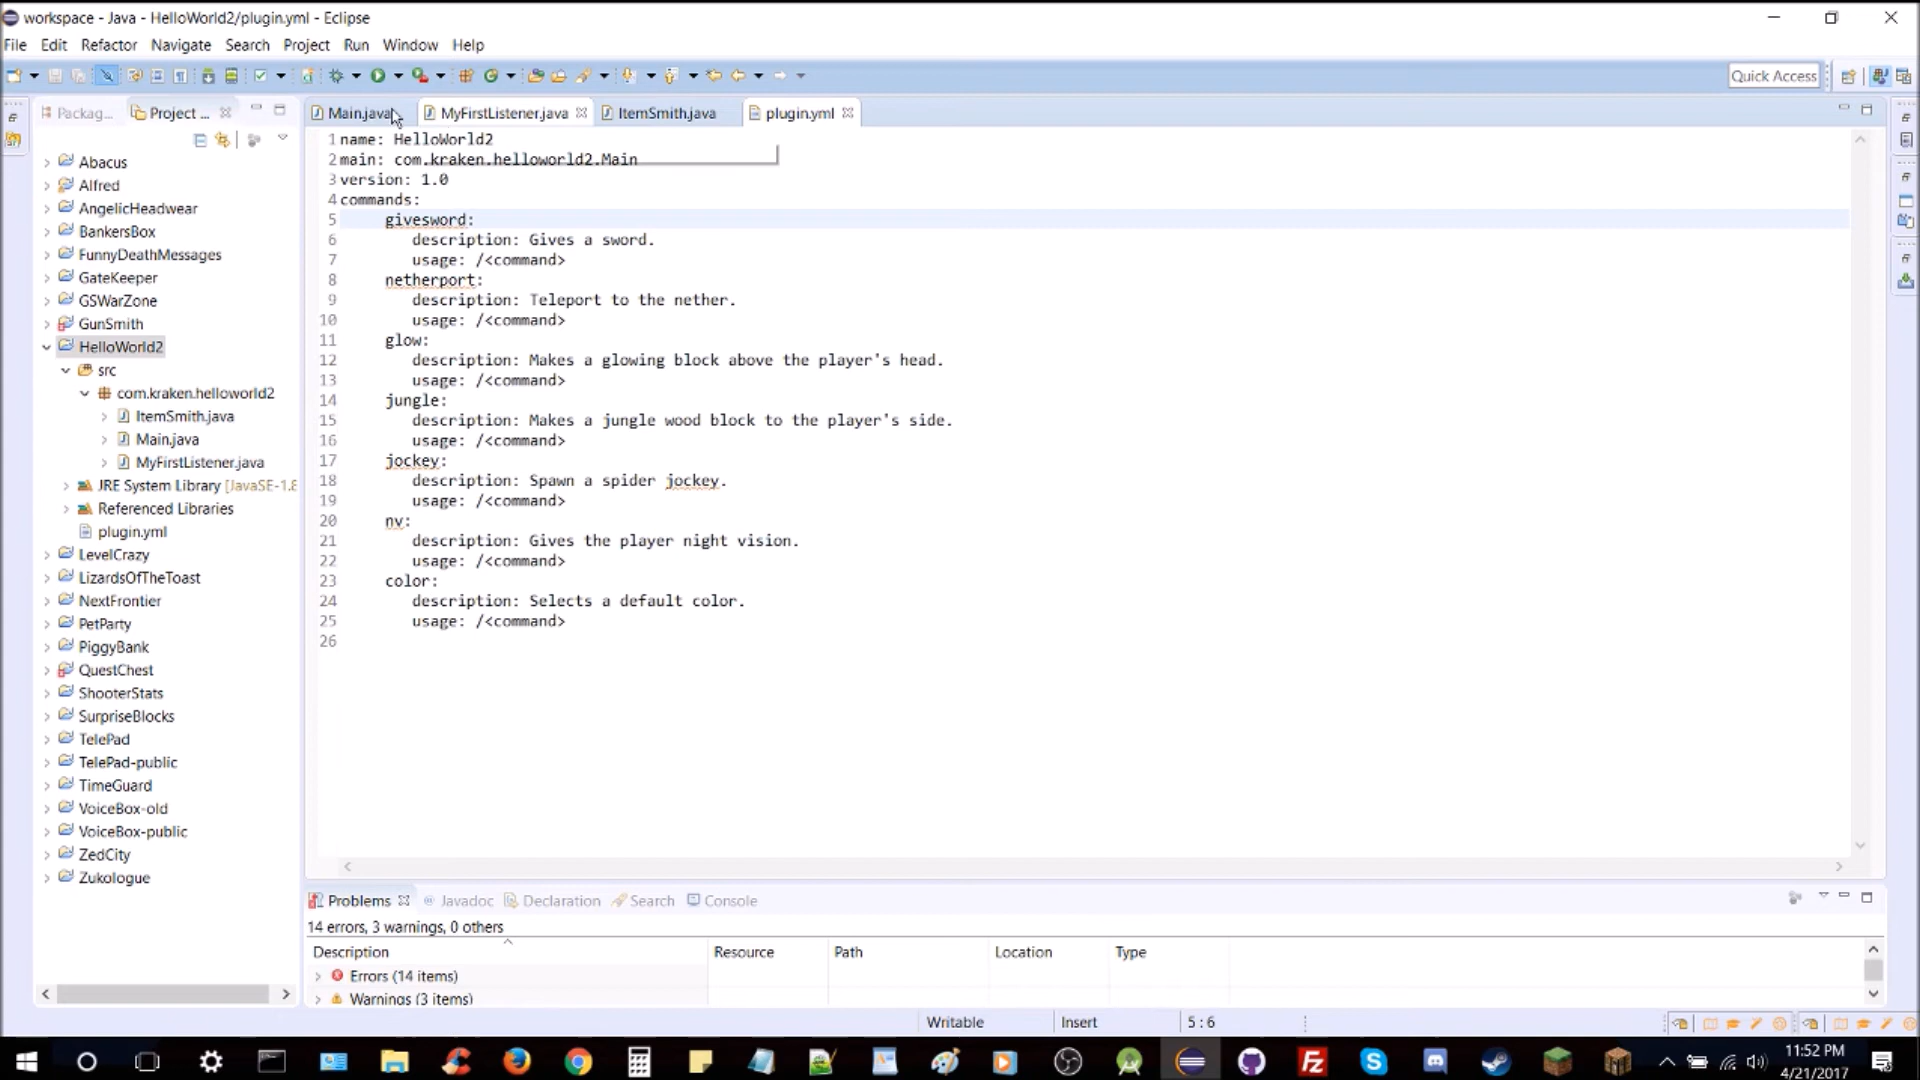 workspace - Java - HelloWorld2/plugin.yml - Eclipse
File Edit Refactor Navigate Search Project Run Window Help
Quick Access
Packag... Project ...
Main.java MyFirstListener.java ItemSmith.java plugin.yml
Abacus
Alfred
AngelicHeadwear
BankersBox
FunnyDeathMessages
GateKeeper
GSWarZone
GunSmith
HelloWorld2
src
com.kraken.helloworld2
ItemSmith.java
Main.java
MyFirstListener.java
JRE System Library [JavaSE-1.8
Referenced Libraries
plugin.yml
LevelCrazy
LizardsOfTheToast
NextFrontier
PetParty
PiggyBank
QuestChest
ShooterStats
SurpriseBlocks
TelePad
TelePad-public
TimeGuard
VoiceBox-old
VoiceBox-public
ZedCity
Zukologue
1 name: HelloWorld2
2 main: com.kraken.helloworld2.Main
3 version: 1.0
4 commands:
5 givesword:
6 description: Gives a sword.
7 usage: /<command>
8 netherport:
9 description: Teleport to the nether.
10 usage: /<command>
11 glow:
12 description: Makes a glowing block above the player's head.
13 usage: /<command>
14 jungle:
15 description: Makes a jungle wood block to the player's side.
16 usage: /<command>
17 jockey:
18 description: Spawn a spider jockey.
19 usage: /<command>
20 nv:
21 description: Gives the player night vision.
22 usage: /<command>
23 color:
24 description: Selects a default color.
25 usage: /<command>
26
Problems Javadoc Declaration Search Console
14 errors, 3 warnings, 0 others
Description Resource Path Location Type
Errors (14 items)
Warnings (3 items)
Writable Insert 5 : 6
11:52 PM
4/21/2017